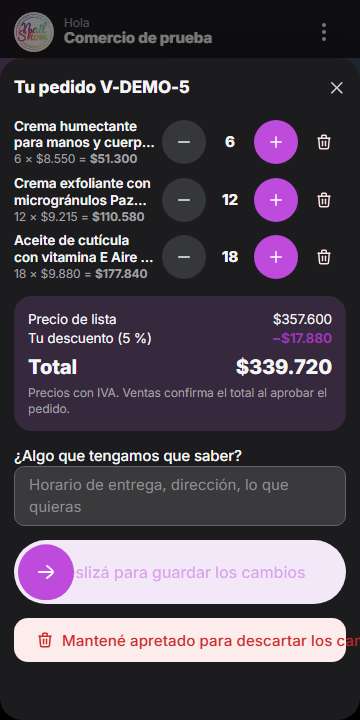 Nail Show
Hola
Comercio de prueba
Tu pedido V-DEMO-5
Crema humectante
para manos y cuerp...
6 × $8.550 = $51.300
6
Crema exfoliante con
microgránulos Paz...
12 × $9.215 = $110.580
12
Aceite de cutícula
con vitamina E Aire ...
18 × $9.880 = $177.840
18
Precio de lista $357.600
Tu descuento (5 %) −$17.880
Total $339.720
Precios con IVA. Ventas confirma el total al aprobar el
pedido.
¿Algo que tengamos que saber?
Horario de entrega, dirección, lo que
quieras
slizá para guardar los cambios
Mantené apretado para descartar los